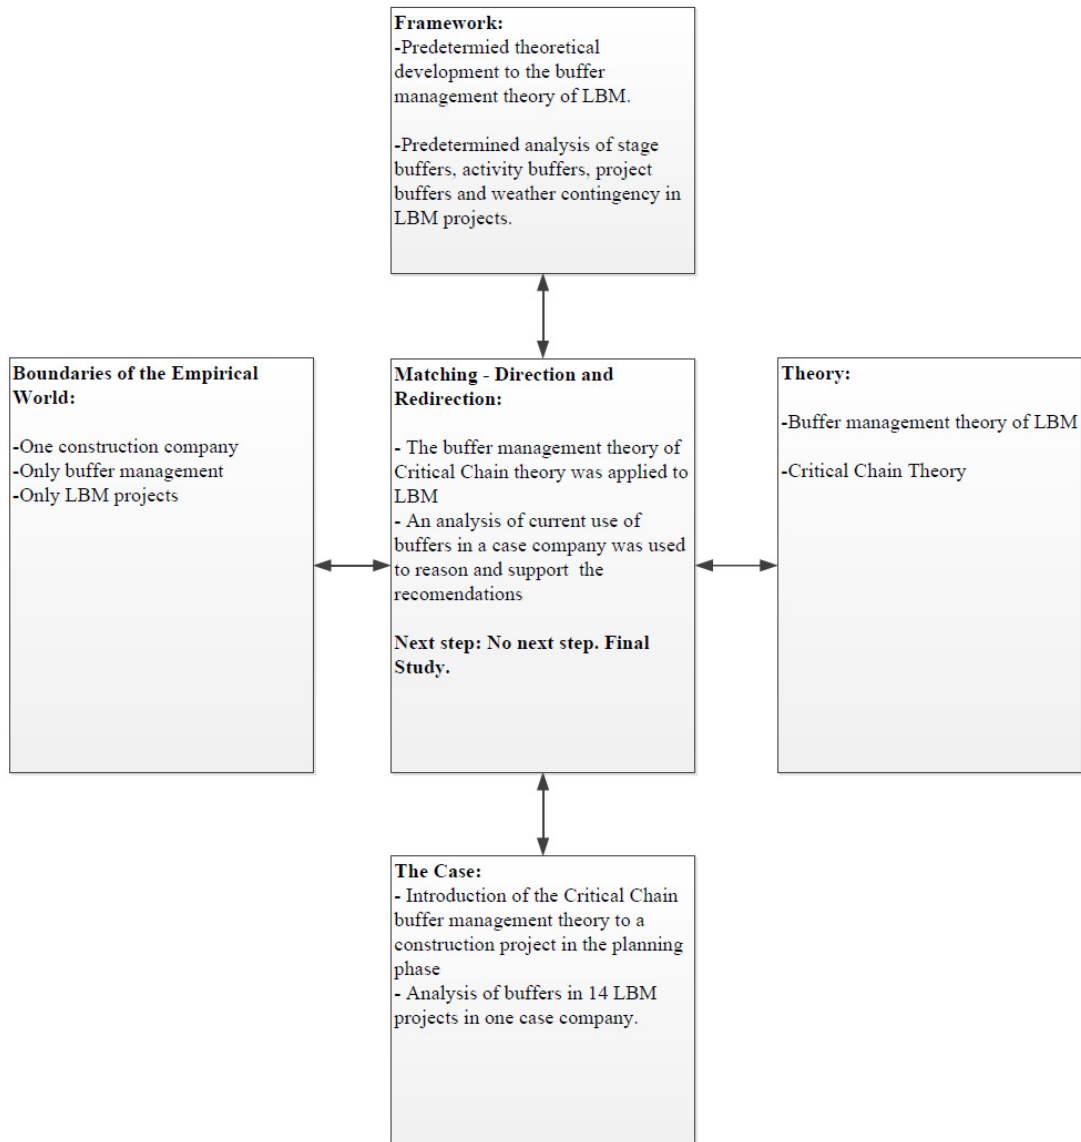 Framework:
-Predetermied theoretical
development to the buffer
management theory of LBM.
-Predetermined analysis of stage
buffers, activity buffers, project
buffers and weather contingency in
LBM projects.
Boundaries of the Empirical
World:
-One construction company
-Only buffer management
-Only LBM projects
Matching - Direction and
Redirection:
- The buffer management theory of
Critical Chain theory was applied to
LBM
- An analysis of current use of
buffers in a case company was used
to reason and support the
recomendations
Next step: No next step. Final
Study.
Theory:
-Buffer management theory of LBM
-Critical Chain Theory
The Case:
- Introduction of the Critical Chain
buffer management theory to a
construction project in the planning
phase
- Analysis of buffers in 14 LBM
projects in one case company.